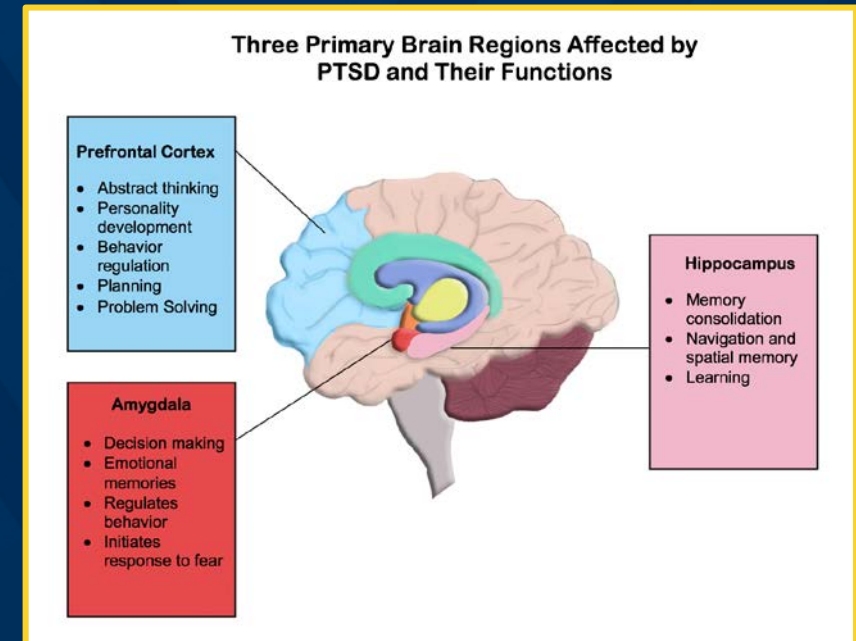 Three Primary Brain Regions Affected by
PTSD and Their Functions
Prefrontal Cortex
• Abstract thinking
• Personality
development
• Behavior
regulation
• Planning
• Problem Solving
Amygdala
• Decision making
• Emotional
memories
• Regulates
behavior
• Initiates
response to fear
Hippocampus
• Memory
consolidation
• Navigation and
spatial memory
• Learning